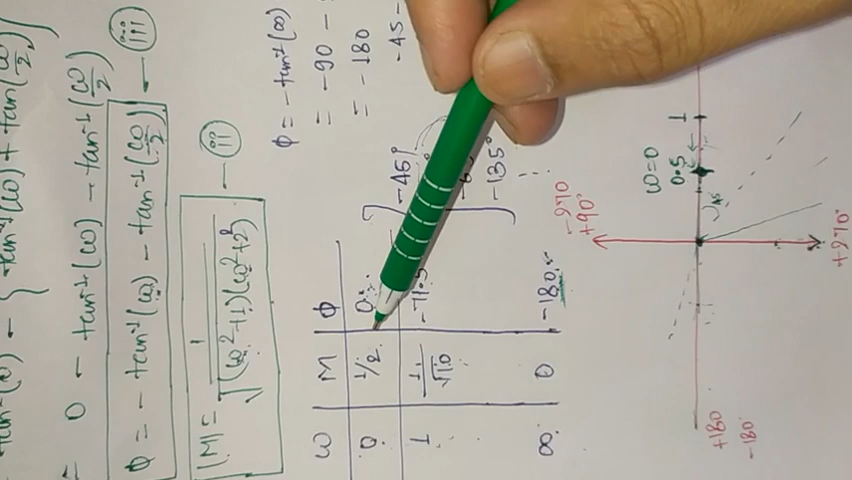 = 0 − tan⁻¹(ω) − tan⁻¹(ω/2)
ϕ = − tan⁻¹(ω) − tan⁻¹(ω/2) — (iii)
|M| = 1/√((ω²+1)(ω²+2²)) — (ii)
ω M ϕ
0 1/2 0°
1 1/√10 -71.5
∞ 0 -180°
-45°
-135°
ϕ = −tan⁻¹(∞)
= -90 −
= -180
-45 -
ω=0
0.5
1
45
-270
+90°
+270°
+180
-180°